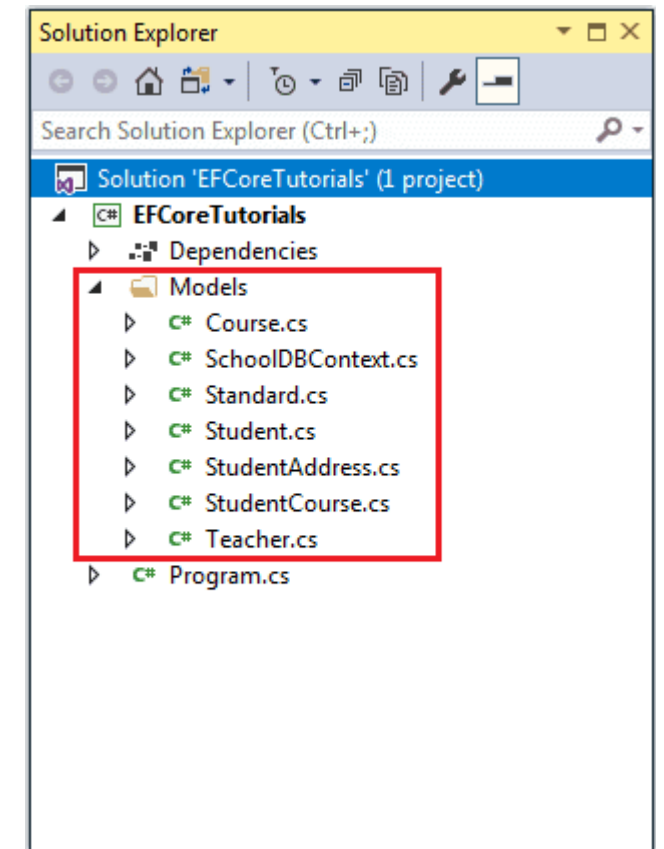 Solution Explorer
Search Solution Explorer (Ctrl+;)
Solution 'EFCoreTutorials' (1 project)
C# EFCoreTutorials
Dependencies
Models
C# Course.cs
C# SchoolDBContext.cs
C# Standard.cs
C# Student.cs
C# StudentAddress.cs
C# StudentCourse.cs
C# Teacher.cs
C# Program.cs